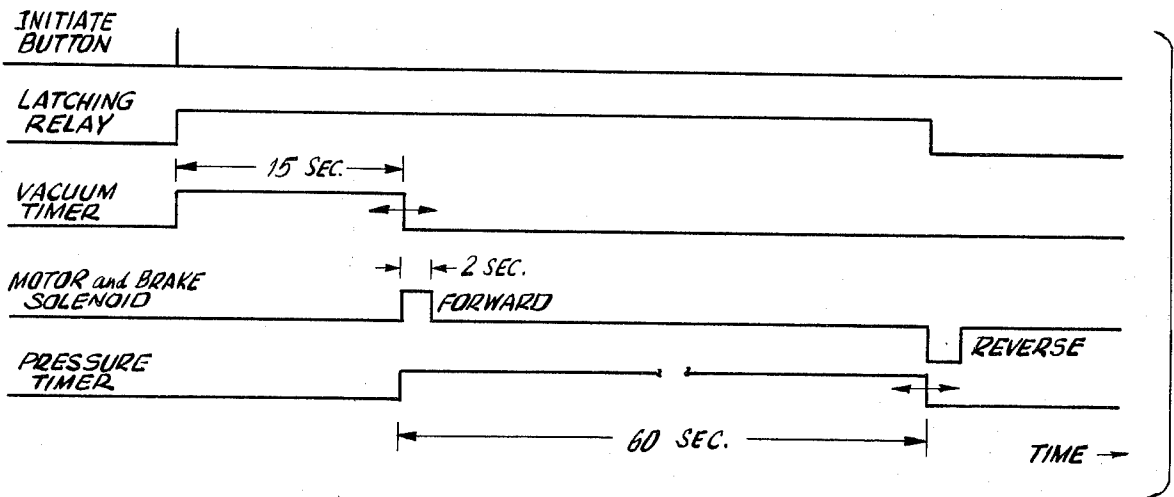 INITIATE
BUTTON
LATCHING
RELAY
15 SEC.
VACUUM
TIMER
2 SEC.
MOTOR and BRAKE
SOLENOID
FORWARD
REVERSE
PRESSURE
TIMER
60 SEC.
TIME